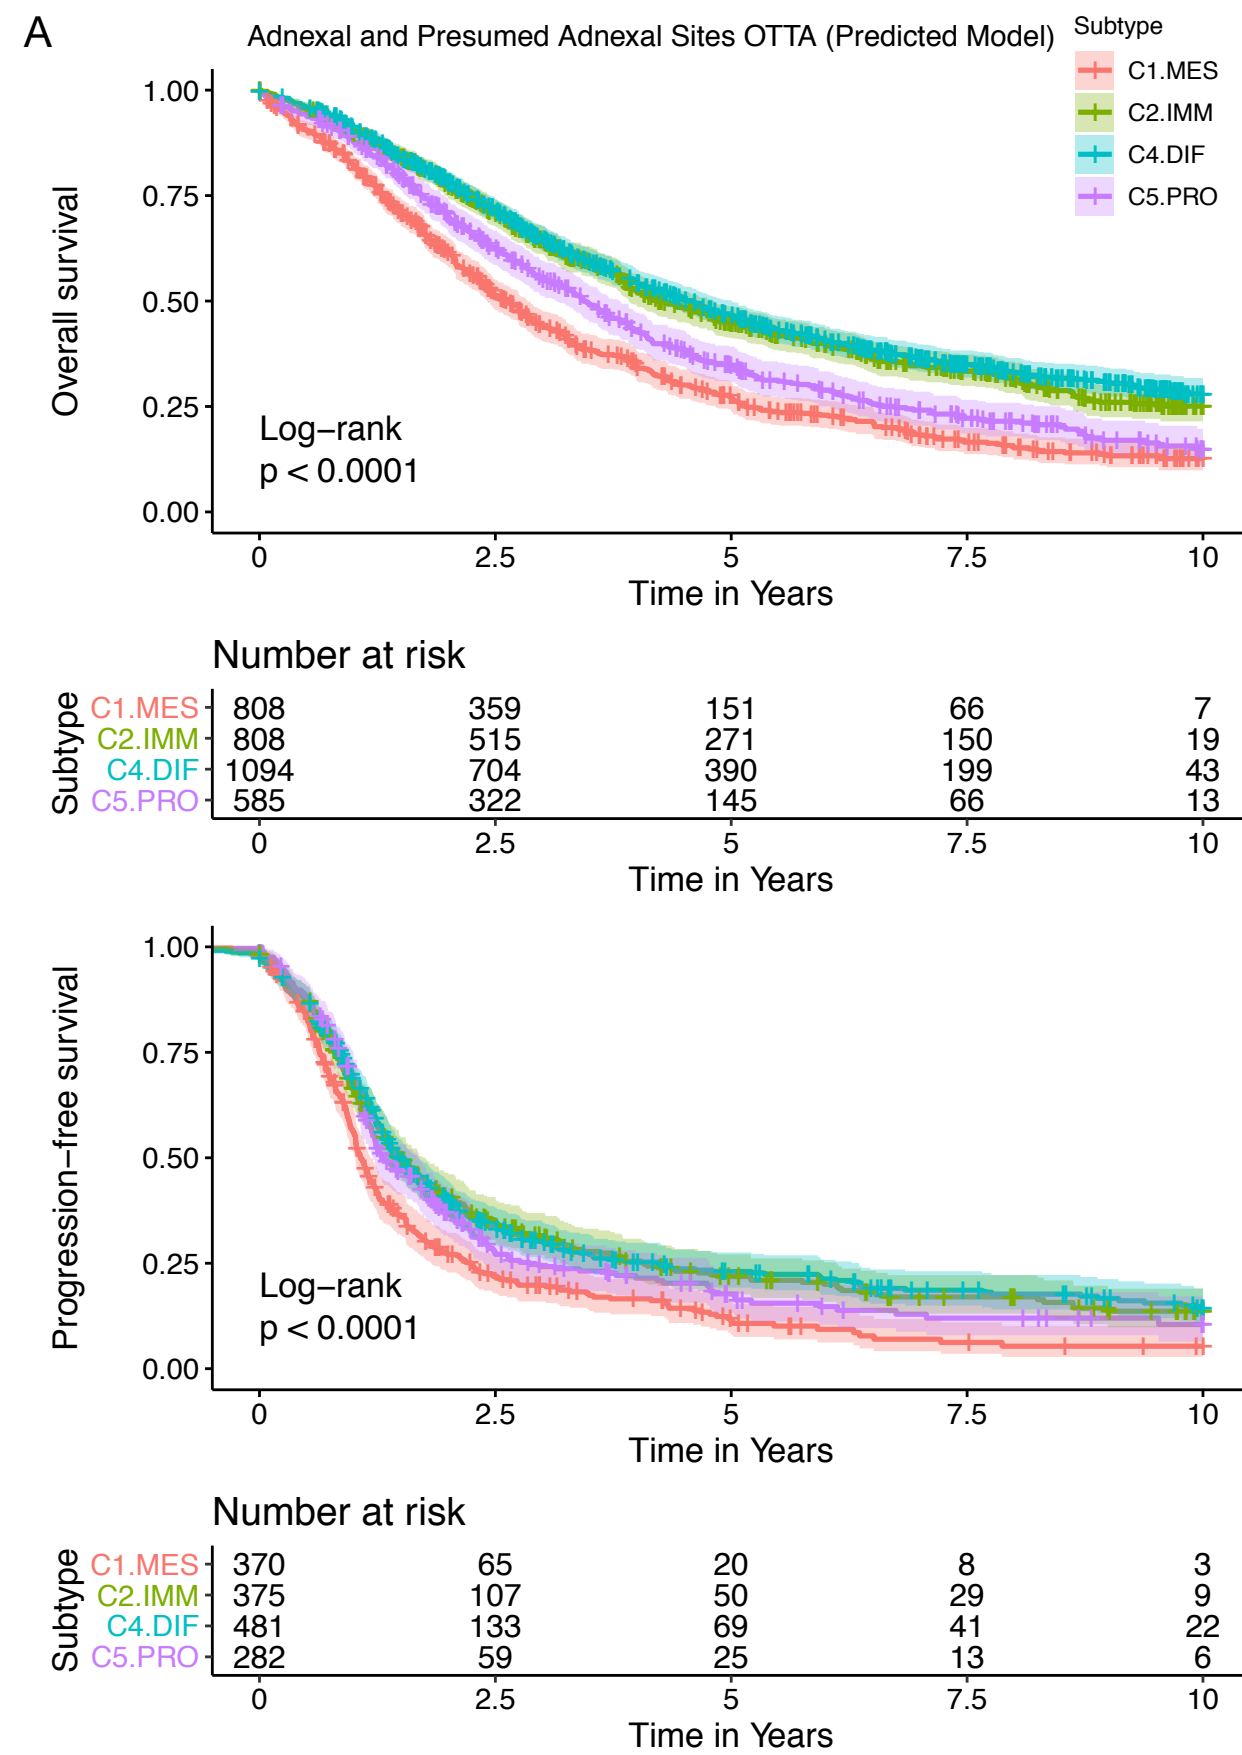 A
Adnexal and Presumed Adnexal Sites OTTA (Predicted Model)
Subtype
C1.MES
C2.IMM
C4.DIF
C5.PRO
Overall survival
1.00
0.75
0.50
0.25
0.00
Log−rank
p < 0.0001
0 2.5 5 7.5 10
Time in Years
Number at risk
Subtype
C1.MES 808 359 151 66 7
C2.IMM 808 515 271 150 19
C4.DIF 1094 704 390 199 43
C5.PRO 585 322 145 66 13
0 2.5 5 7.5 10
Time in Years
Progression−free survival
1.00
0.75
0.50
0.25
0.00
Log−rank
p < 0.0001
0 2.5 5 7.5 10
Time in Years
Number at risk
Subtype
C1.MES 370 65 20 8 3
C2.IMM 375 107 50 29 9
C4.DIF 481 133 69 41 22
C5.PRO 282 59 25 13 6
0 2.5 5 7.5 10
Time in Years